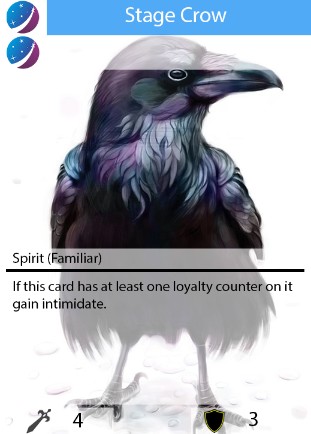 Stage Crow
Spirit (Familiar)
If this card has at least one loyalty counter on it
gain intimidate.
4 3